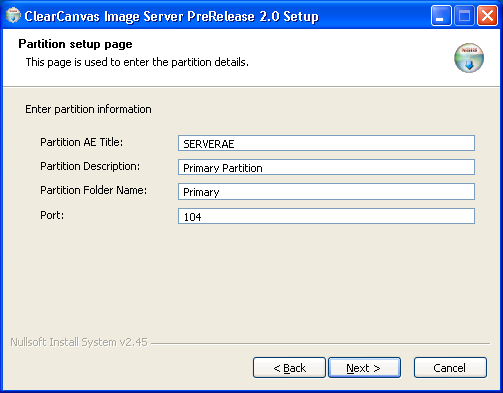 ClearCanvas Image Server PreRelease 2.0 Setup
Partition setup page
This page is used to enter the partition details.
Enter partition information
Partition AE Title: SERVERAE
Partition Description: Primary Partition
Partition Folder Name: Primary
Port: 104
Nullsoft Install System v2.45
< Back Next > Cancel